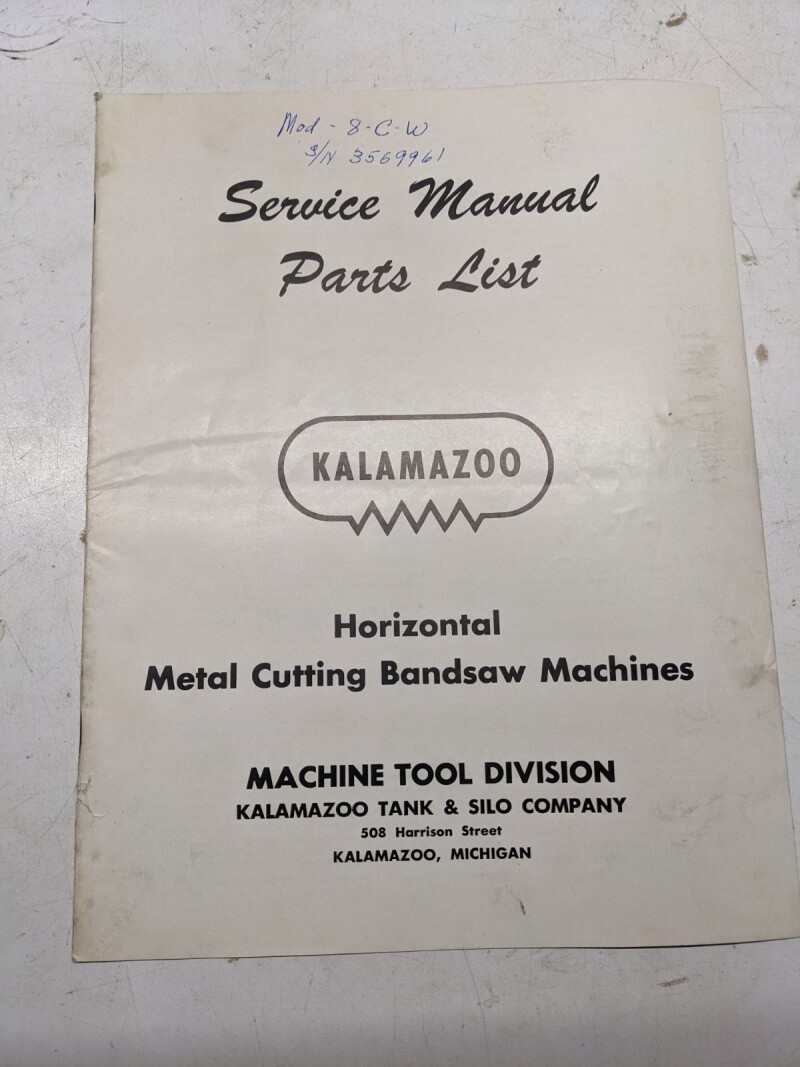 Mod - 8-C-W
S/N 3569961
Service Manual
Parts List
KALAMAZOO
Horizontal
Metal Cutting Bandsaw Machines
MACHINE TOOL DIVISION
KALAMAZOO TANK & SILO COMPANY
508 Harrison Street
KALAMAZOO, MICHIGAN